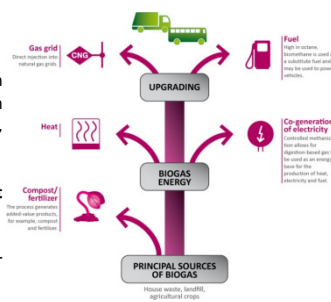 Gas grid
Direct injection into
natural gas grids.
CNG
Fuel
High in octane,
biomethane is used as
a substitute fuel and
may be used to power
vehicles.
UPGRADING
Heat
Co-generation
of electricity
Controlled methaniza-
tion allows for
digestion-based gas to
be used as an energy
base for the
production of heat,
electricity and fuel.
BIOGAS
ENERGY
Compost/
fertilizer
The process generates
added-value products,
for example, compost
and fertilizer.
PRINCIPAL SOURCES
OF BIOGAS
House waste, landfill,
agricultural crops